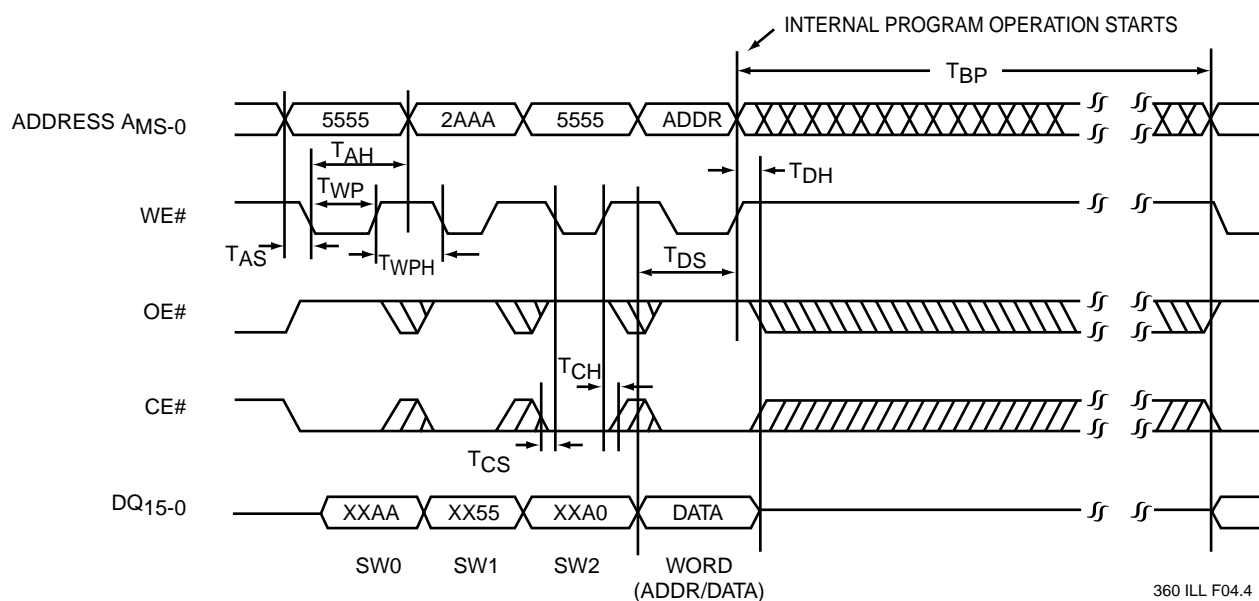 INTERNAL PROGRAM OPERATION STARTS
TBP
ADDRESS AMS-0
5555
2AAA
5555
ADDR
TAH
TDH
TWP
WE#
TAS
TWPH
TDS
OE#
TCH
CE#
TCS
DQ15-0
XXAA
XX55
XXA0
DATA
SW0
SW1
SW2
WORD
(ADDR/DATA)
360 ILL F04.4